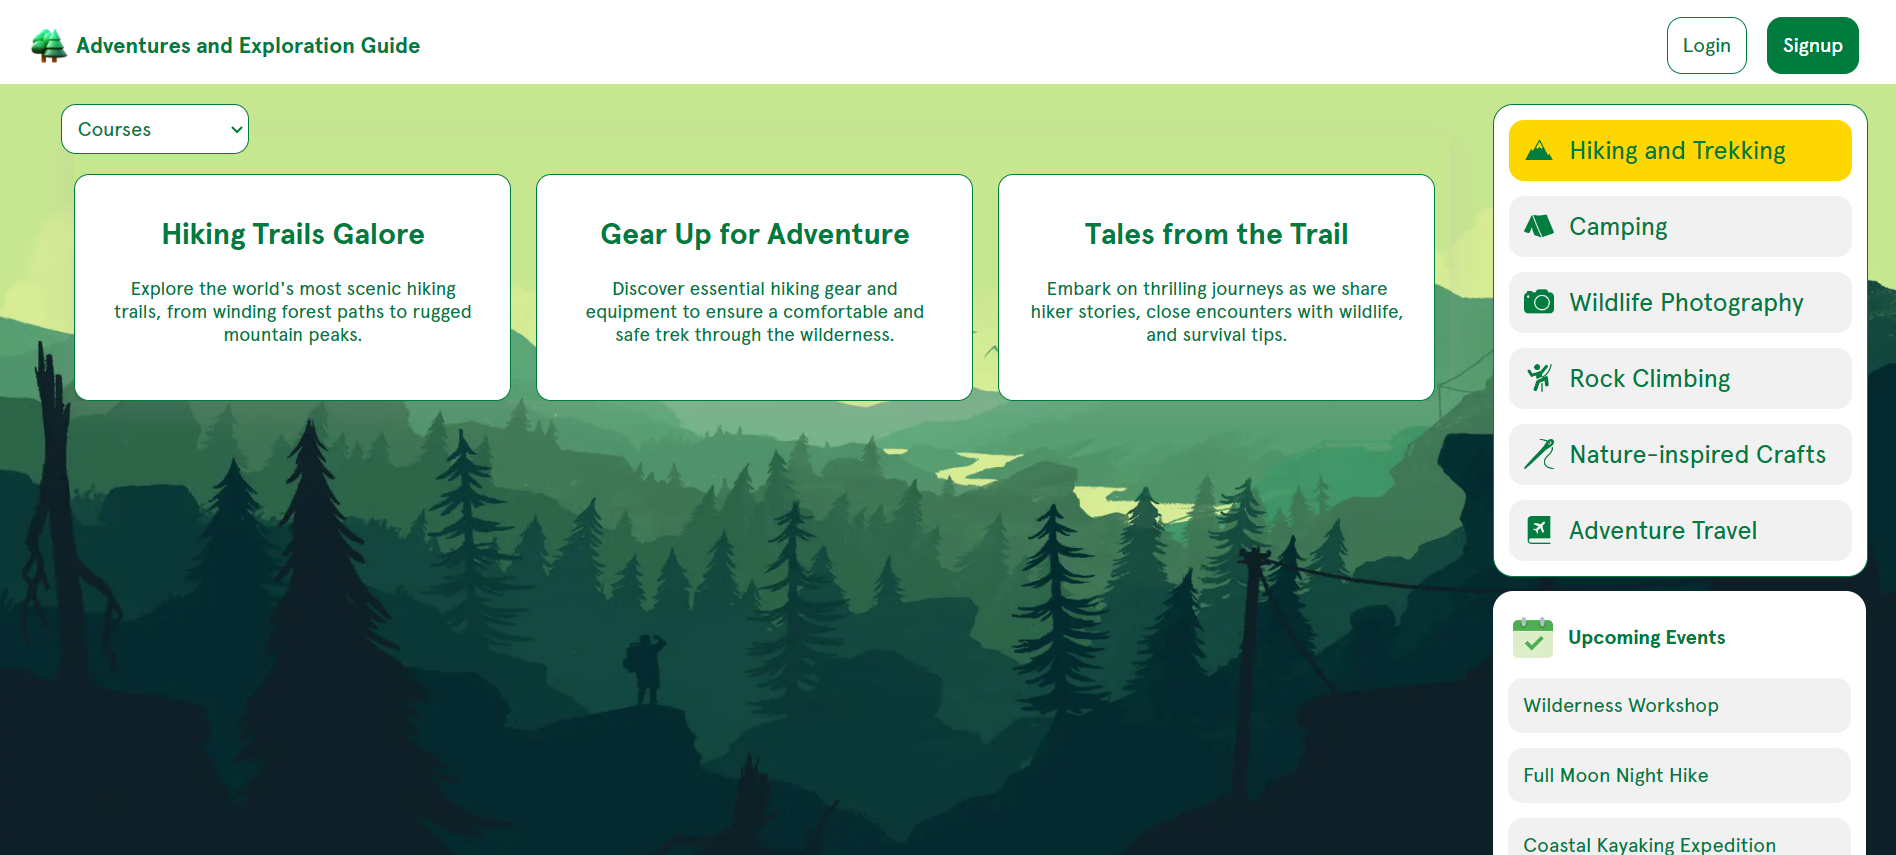 Adventures and Exploration Guide
Login
Signup
Courses
Hiking Trails Galore
Explore the world's most scenic hiking
trails, from winding forest paths to rugged
mountain peaks.
Gear Up for Adventure
Discover essential hiking gear and
equipment to ensure a comfortable and
safe trek through the wilderness.
Tales from the Trail
Embark on thrilling journeys as we share
hiker stories, close encounters with wildlife,
and survival tips.
Hiking and Trekking
Camping
Wildlife Photography
Rock Climbing
Nature-inspired Crafts
Adventure Travel
Upcoming Events
Wilderness Workshop
Full Moon Night Hike
Coastal Kayaking Expedition